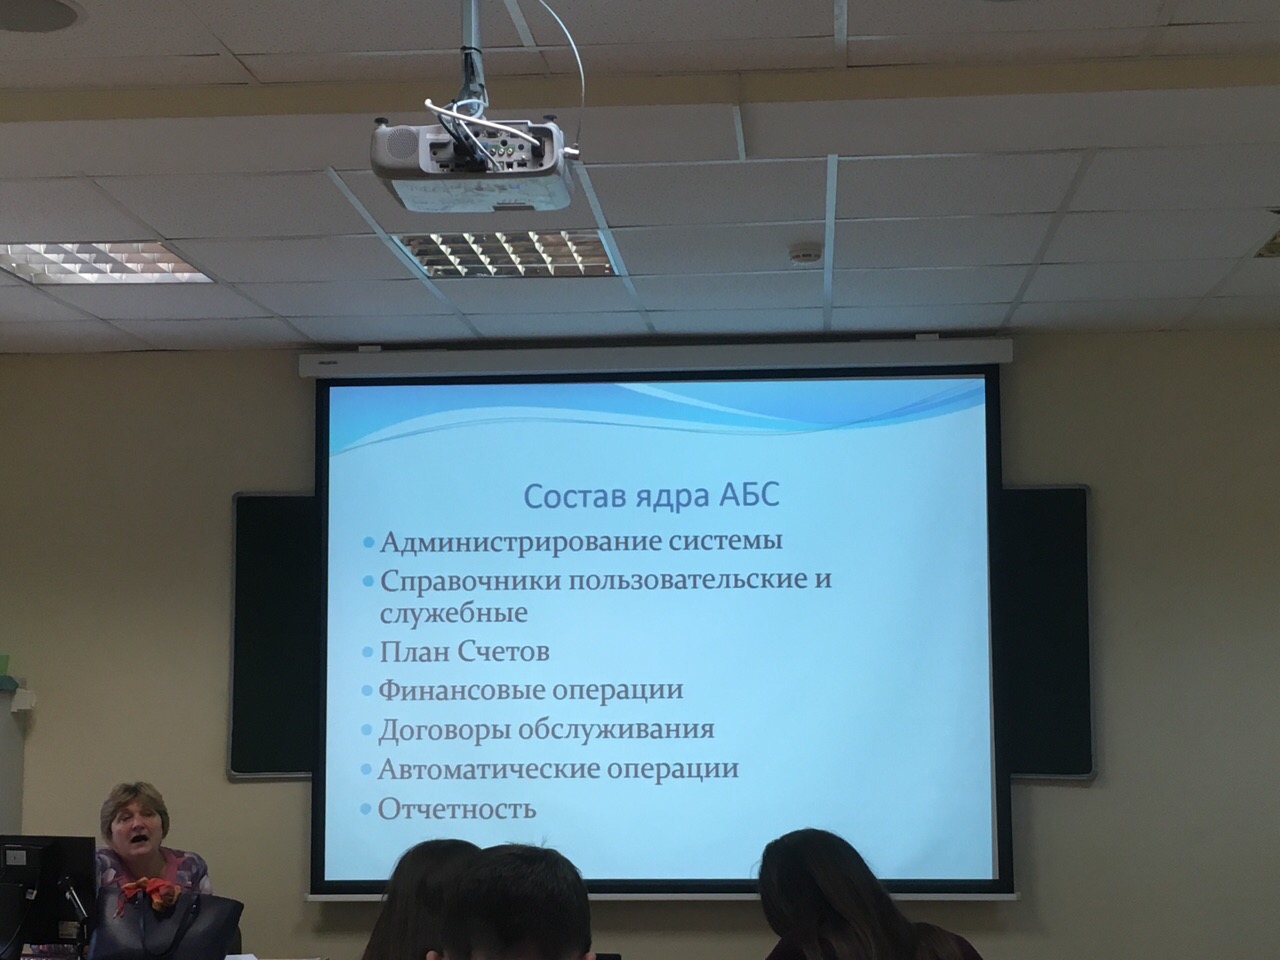 Состав ядра АБС
Администрирование системы
Справочники пользовательские и
служебные
План Счетов
Финансовые операции
Договоры обслуживания
Автоматические операции
Отчетность